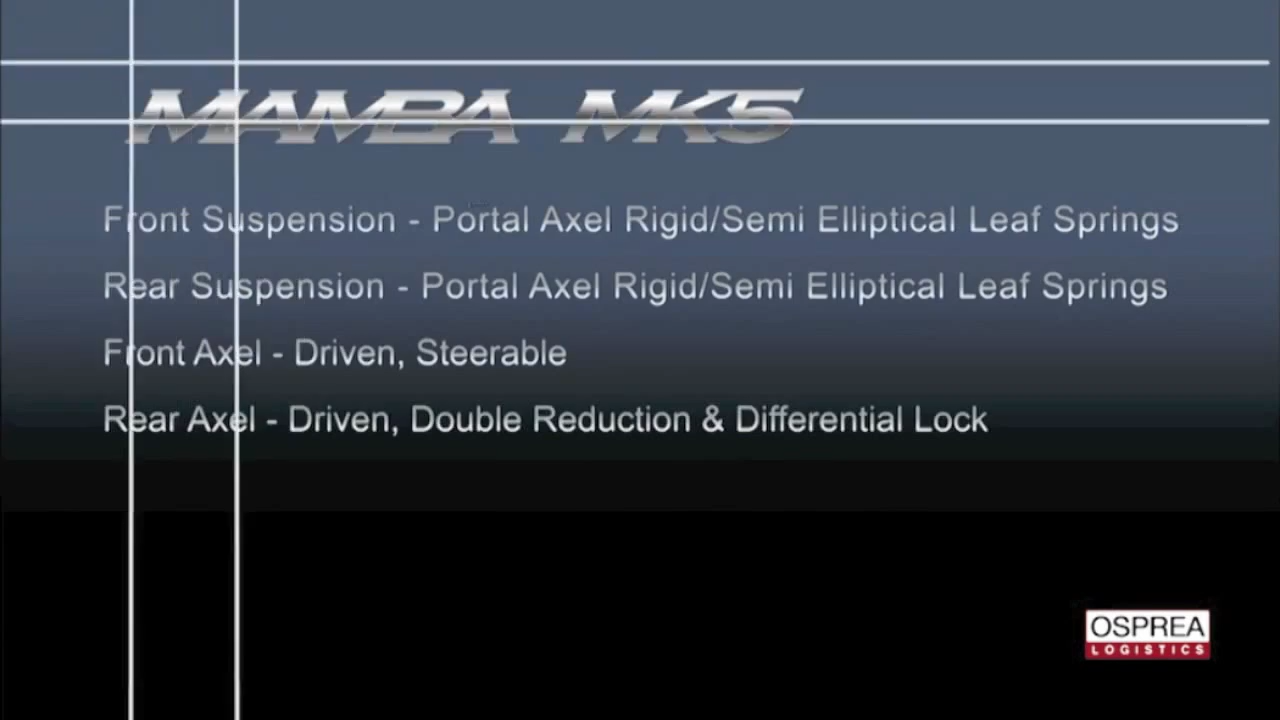 MAMBA MK5
Front Suspension - Portal Axel Rigid/Semi Elliptical Leaf Springs
Rear Suspension - Portal Axel Rigid/Semi Elliptical Leaf Springs
Front Axel - Driven, Steerable
Rear Axel - Driven, Double Reduction & Differential Lock
OSPREA
LOGISTICS